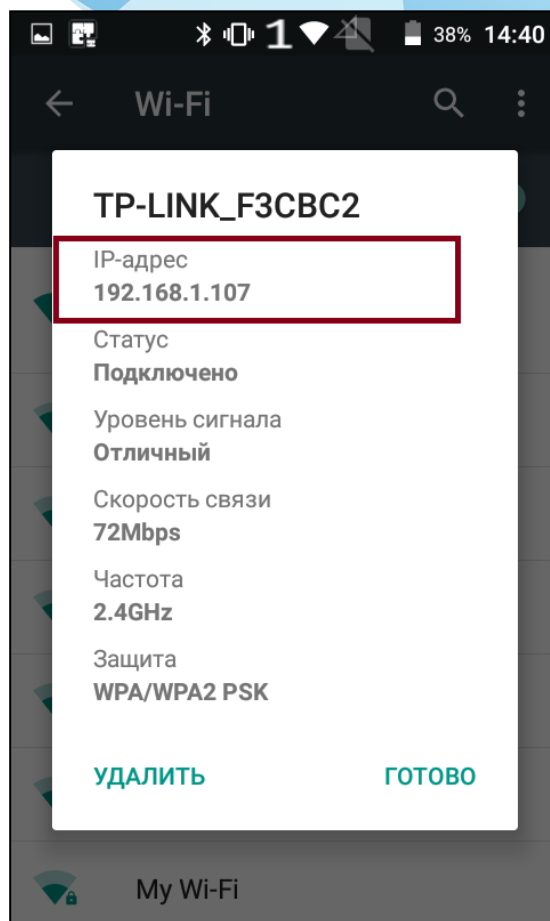 1 38% 14:40
Wi-Fi
TP-LINK_F3CBC2
IP-адрес
192.168.1.107
Статус
Подключено
Уровень сигнала
Отличный
Скорость связи
72Mbps
Частота
2.4GHz
Защита
WPA/WPA2 PSK
УДАЛИТЬ ГОТОВО
My Wi-Fi